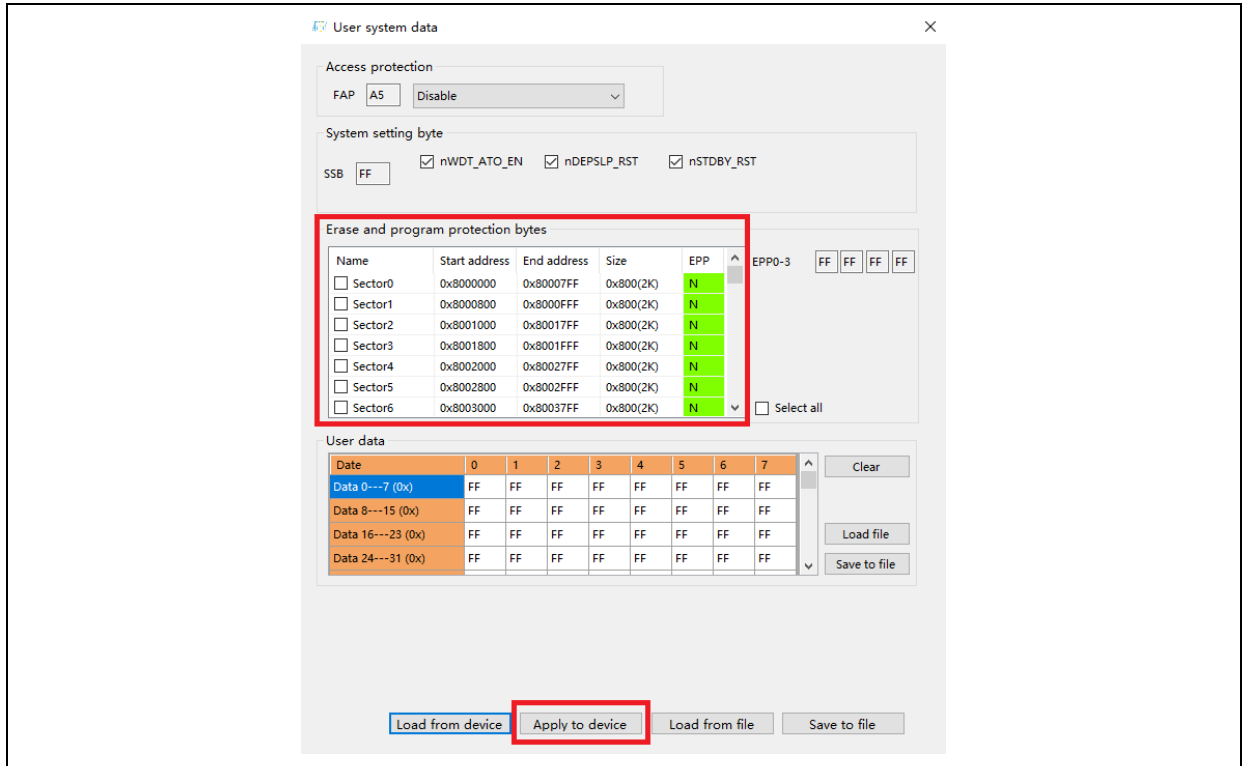 User system data
Access protection
FAP A5 Disable
System setting byte
SSB FF nWDT_ATO_EN nDEPSLP_RST nSTDBY_RST
Erase and program protection bytes
Name Start address End address Size EPP EPP0-3 FF FF FF FF
Sector0 0x8000000 0x80007FF 0x800(2K) N
Sector1 0x8000800 0x8000FFF 0x800(2K) N
Sector2 0x8001000 0x80017FF 0x800(2K) N
Sector3 0x8001800 0x8001FFF 0x800(2K) N
Sector4 0x8002000 0x80027FF 0x800(2K) N
Sector5 0x8002800 0x8002FFF 0x800(2K) N
Sector6 0x8003000 0x80037FF 0x800(2K) N Select all
User data
Date 0 1 2 3 4 5 6 7 Clear
Data 0---7 (0x) FF FF FF FF FF FF FF FF
Data 8---15 (0x) FF FF FF FF FF FF FF FF
Data 16---23 (0x) FF FF FF FF FF FF FF FF Load file
Data 24---31 (0x) FF FF FF FF FF FF FF FF Save to file
Load from device Apply to device Load from file Save to file